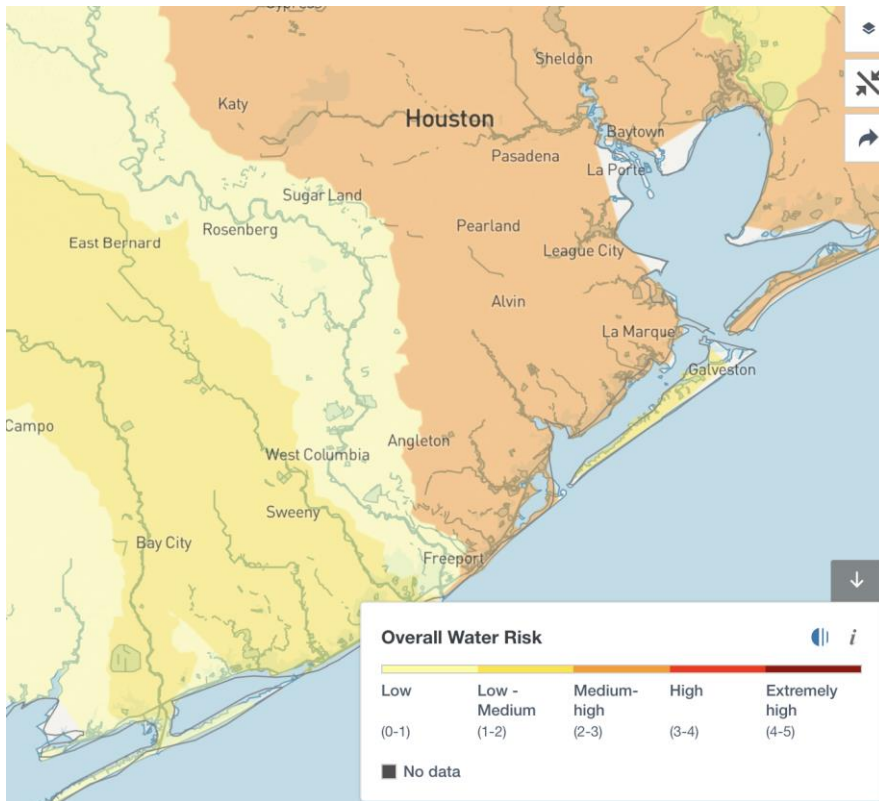 Cypress
Sheldon
Katy
Houston
Baytown
Pasadena
La Porte
Sugar Land
Rosenberg
Pearland
East Bernard
League City
Alvin
La Marque
Galveston
Campo
Angleton
West Columbia
Sweeny
Bay City
Freeport
Overall Water Risk
i
Low
Low -
Medium
Medium-
high
High
Extremely
high
(0-1)
(1-2)
(2-3)
(3-4)
(4-5)
No data